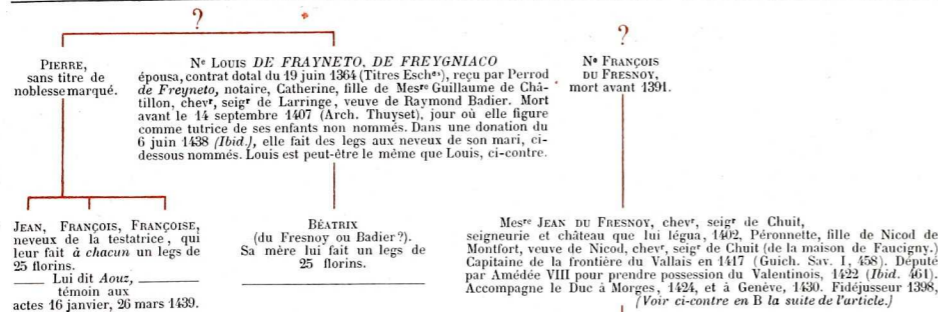 ?
PIERRE,
sans titre de
noblesse marqué.
Ne LOUIS DE FRAYNETO, DE FREYGNIACO
épousa, contrat dotal du 19 juin 1364 (Titres Esches), reçu par Perrod
de Freyneto, notaire, Catherine, fille de Mesre Guillaume de Châ-
tillon, chevr, seigr de Larringe, veuve de Raymond Badier. Mort
avant le 14 septembre 1407 (Arch. Thuyset), jour où elle figure
comme tutrice de ses enfants non nommés. Dans une donation du
6 juin 1438 (Ibid.), elle fait des legs aux neveux de son mari, ci-
dessous nommés. Louis est peut-être le même que Louis, ci-contre.
?
Ne FRANÇOIS
DU FRESNOY,
mort avant 1391.
JEAN, FRANÇOIS, FRANÇOISE,
neveux de la testatrice, qui
leur fait à chacun un legs de
25 florins.
____ Lui dit Aouz, ____
témoin aux
actes 16 janvier, 26 mars 1439.
BÉATRIX
(du Fresnoy ou Badier?).
Sa mère lui fait un legs de
25 florins.
Mesre JEAN DU FRESNOY, chevr, seigr de Chuit,
seigneurie et château que lui légua, 1402, Péronnette, fille de Nicod de
Montfort, veuve de Nicod, chevr, seigr de Chuit (de la maison de Faucigny.)
Capitaine de la frontière du Vallais en 1417 (Guich. Sav. I, 458). Député
par Amédée VIII pour prendre possession du Valentinois, 1422 (Ibid. 461).
Accompagne le Duc à Morges, 1424, et à Genève, 1430. Fidéjusseur 1398,
(Voir ci-contre en B la suite de l'article.)